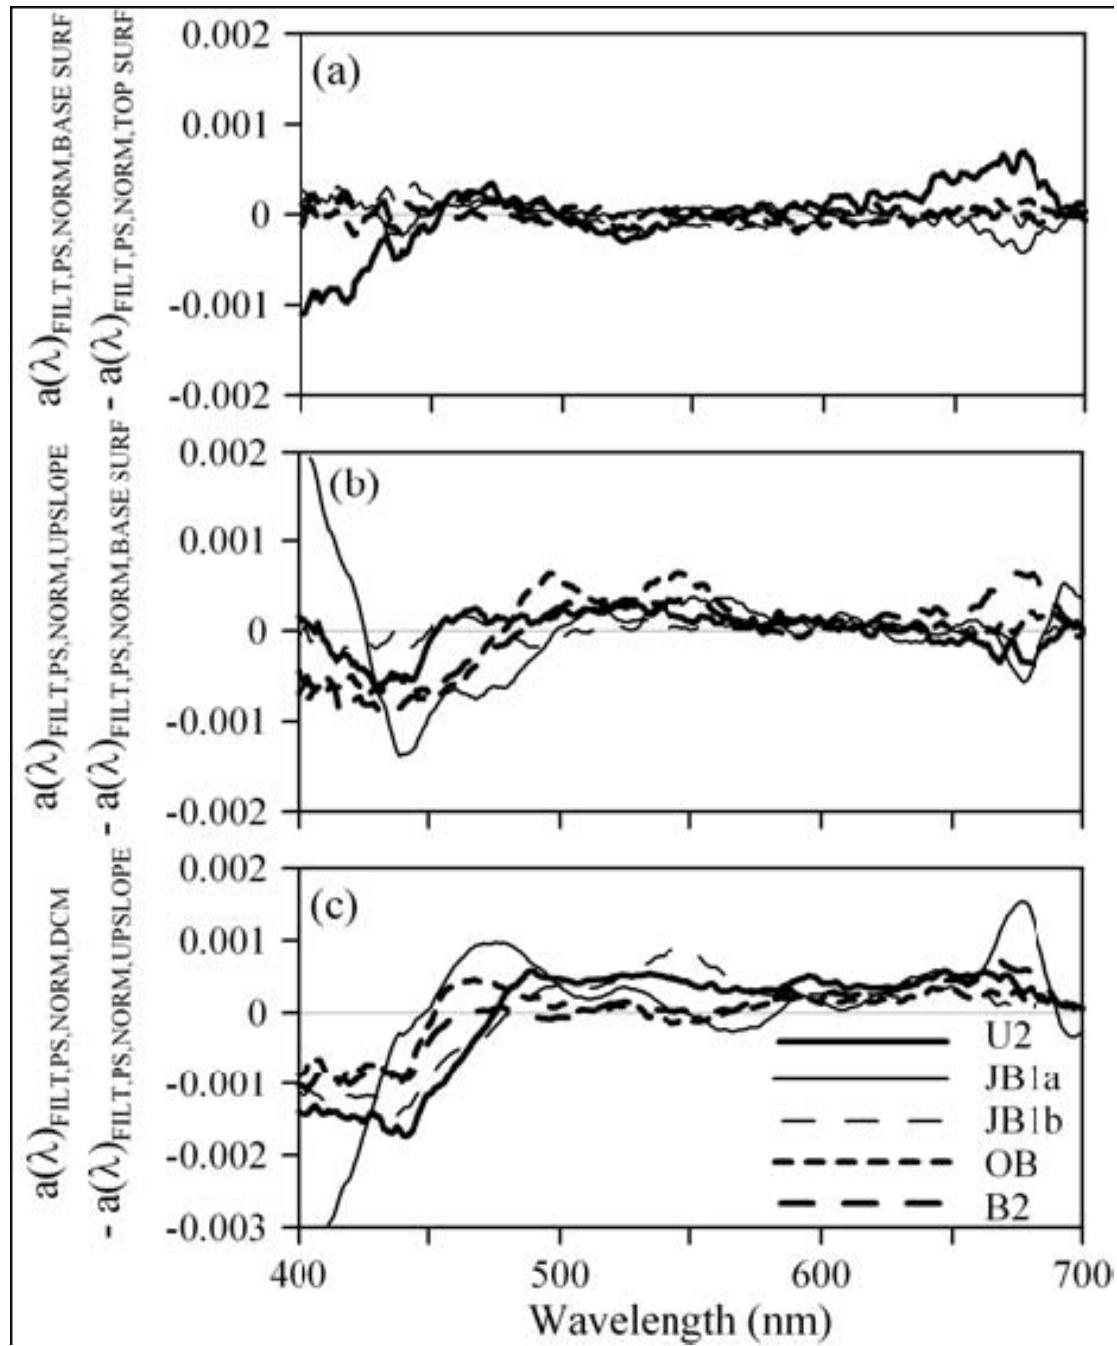 a(λ)FILT,PS,NORM,BASE SURF
- a(λ)FILT,PS,NORM,TOP SURF
0.002
(a)
0.001
0
-0.001
-0.002
a(λ)FILT,PS,NORM,UPSLOPE
- a(λ)FILT,PS,NORM,BASE SURF
0.002
(b)
0.001
0
-0.001
-0.002
a(λ)FILT,PS,NORM,DCM
- a(λ)FILT,PS,NORM,UPSLOPE
0.002
(c)
0.001
0
-0.001
-0.002
-0.003
U2
JB1a
JB1b
OB
B2
400 500 600 700
Wavelength (nm)